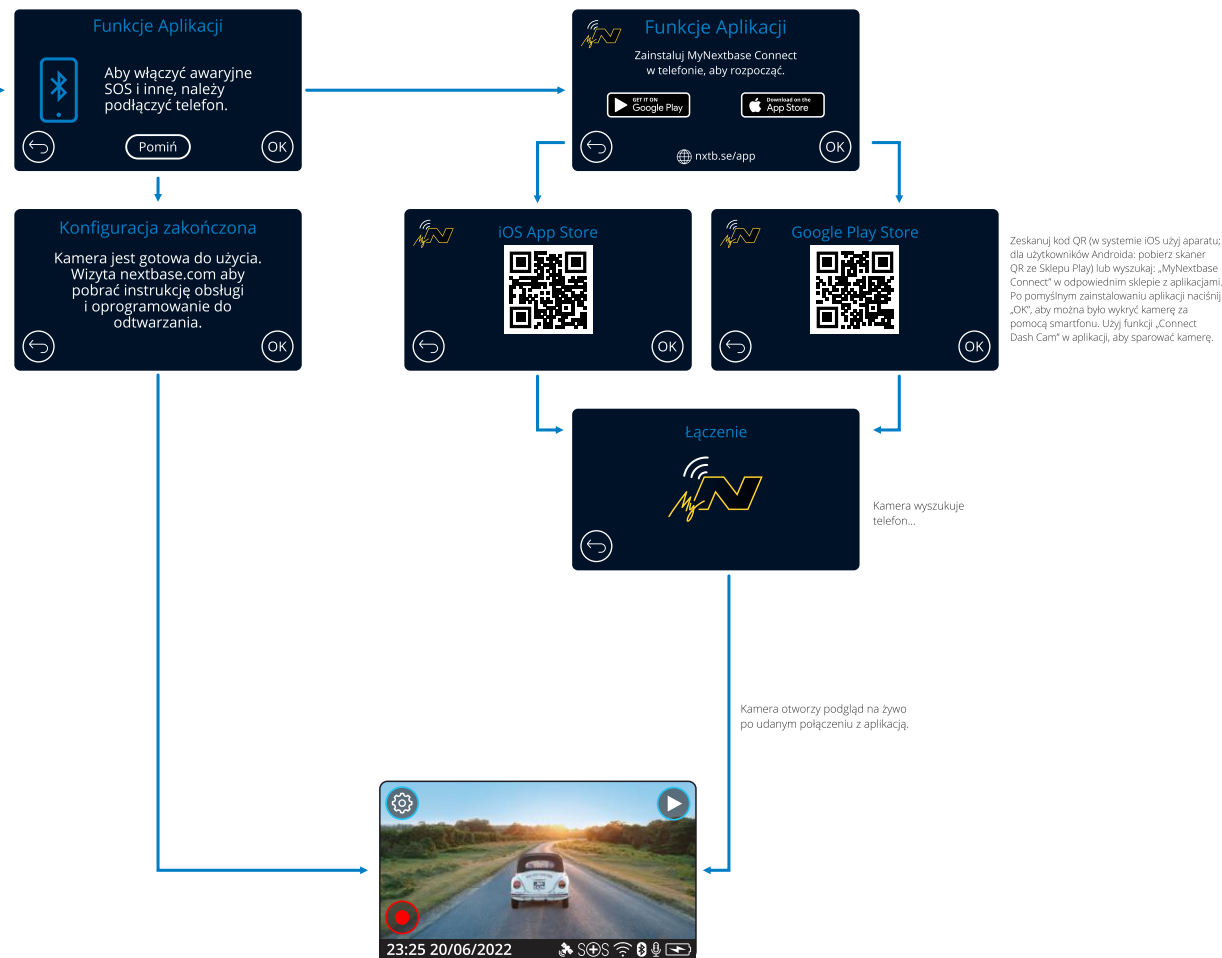 Funkcje Aplikacji
Aby włączyć awaryjne
SOS i inne, należy
podłączyć telefon.
Pomiń
OK
My N
Funkcje Aplikacji
Zainstaluj MyNextbase Connect
w telefonie, aby rozpocząć.
GET IT ON
Google Play
Download on the
App Store
nxtb.se/app
OK
Konfiguracja zakończona
Kamera jest gotowa do użycia.
Wizyta nextbase.com aby
pobrać instrukcję obsługi
i oprogramowanie do
odtwarzania.
OK
My N
iOS App Store
OK
My N
Google Play Store
OK
Zeskanuj kod QR (w systemie iOS użyj aparatu;
dla użytkowników Androida: pobierz skaner
QR ze Sklepu Play) lub wyszukaj: „MyNextbase
Connect” w odpowiednim sklepie z aplikacjami.
Po pomyślnym zainstalowaniu aplikacji naciśnij
„OK”, aby można było wykryć kamerę za
pomocą smartfonu. Użyj funkcji „Connect
Dash Cam” w aplikacji, aby sparować kamerę.
Łączenie
My N
Kamera wyszukuje
telefon...
Kamera otworzy podgląd na żywo
po udanym połączeniu z aplikacją.
23:25 20/06/2022
SOS